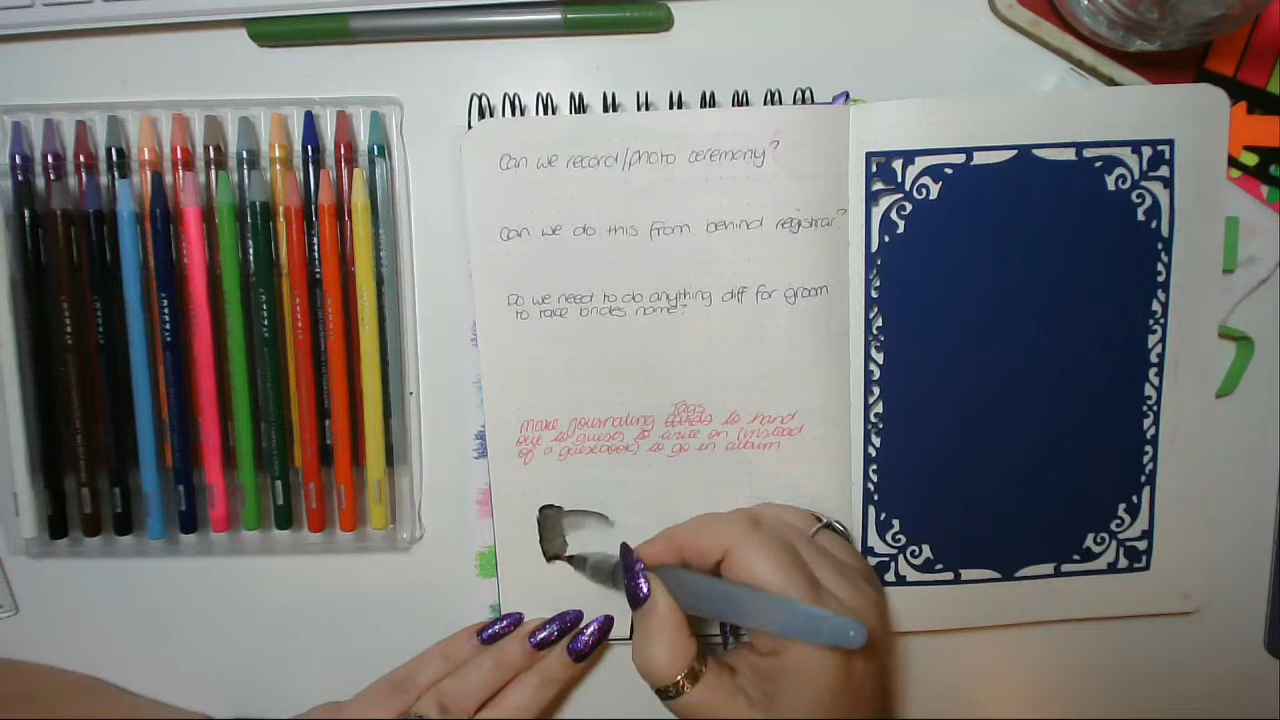 Can we record/photo ceremony?
Can we do this from behind registrar?
Do we need to do anything diff for groom
to take brides name?
Tags
Make journaling cards to hand
out to guests to write on (instead
of a guestbook) to go in album